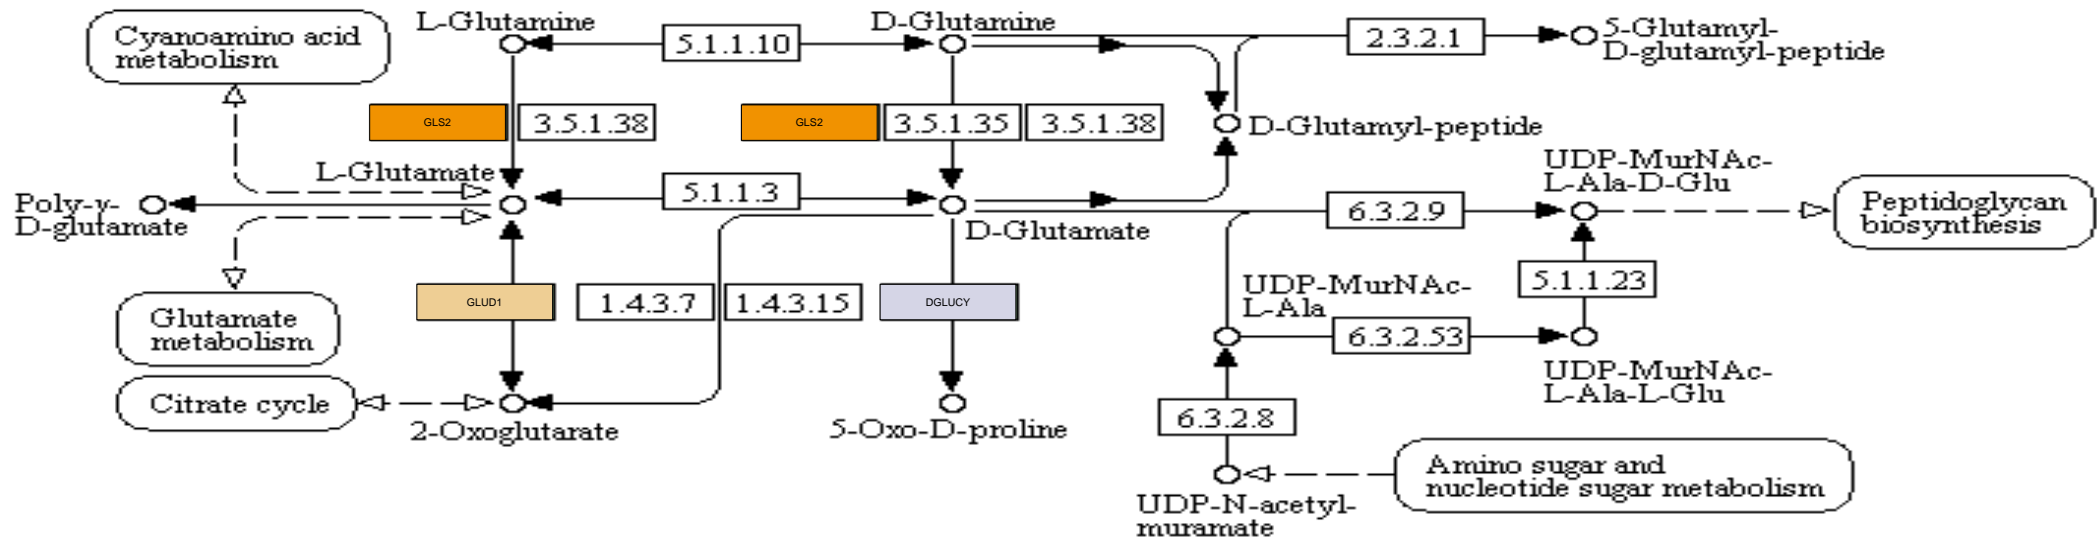 Cyanoamino acid
metabolism
L-Glutamine
5.1.1.10
D-Glutamine
2.3.2.1
5-Glutamyl-
D-glutamyl-peptide
GLS2
3.5.1.38
GLS2
3.5.1.35
3.5.1.38
D-Glutamyl-peptide
L-Glutamate
5.1.1.3
UDP-MurNAc-
L-Ala-D-Glu
Poly-γ-
D-glutamate
D-Glutamate
6.3.2.9
Peptidoglycan
biosynthesis
GLUD1
1.4.3.7
1.4.3.15
DGLUCY
UDP-MurNAc-
L-Ala
5.1.1.23
Glutamate
metabolism
6.3.2.53
UDP-MurNAc-
L-Ala-L-Glu
Citrate cycle
2-Oxoglutarate
5-Oxo-D-proline
6.3.2.8
Amino sugar and
nucleotide sugar metabolism
UDP-N-acetyl-
muramate